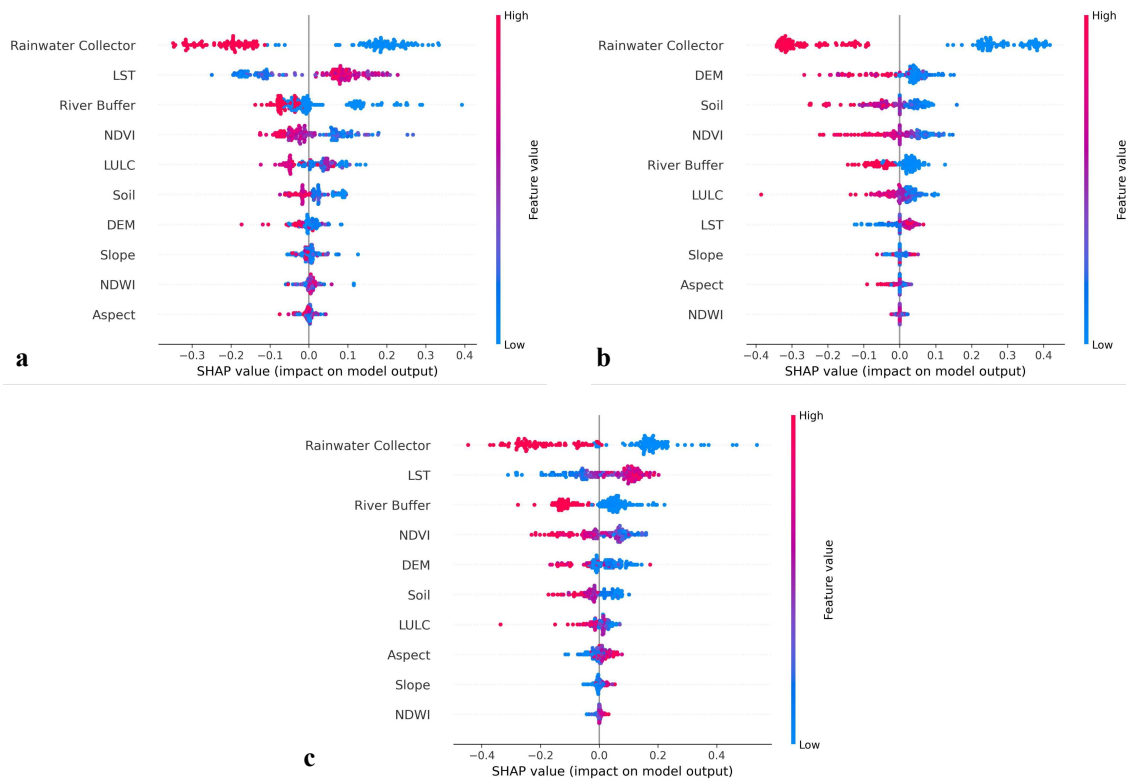 High
Rainwater Collector
LST
River Buffer
NDVI
LULC
Soil
DEM
Slope
NDWI
Aspect
Feature value
Low
−0.3 −0.2 −0.1 0.0 0.1 0.2 0.3 0.4
SHAP value (impact on model output)
a
High
Rainwater Collector
DEM
Soil
NDVI
River Buffer
LULC
LST
Slope
Aspect
NDWI
Feature value
Low
−0.4 −0.3 −0.2 −0.1 0.0 0.1 0.2 0.3 0.4
SHAP value (impact on model output)
b
High
Rainwater Collector
LST
River Buffer
NDVI
DEM
Soil
LULC
Aspect
Slope
NDWI
Feature value
Low
−0.4 −0.2 0.0 0.2 0.4
SHAP value (impact on model output)
c